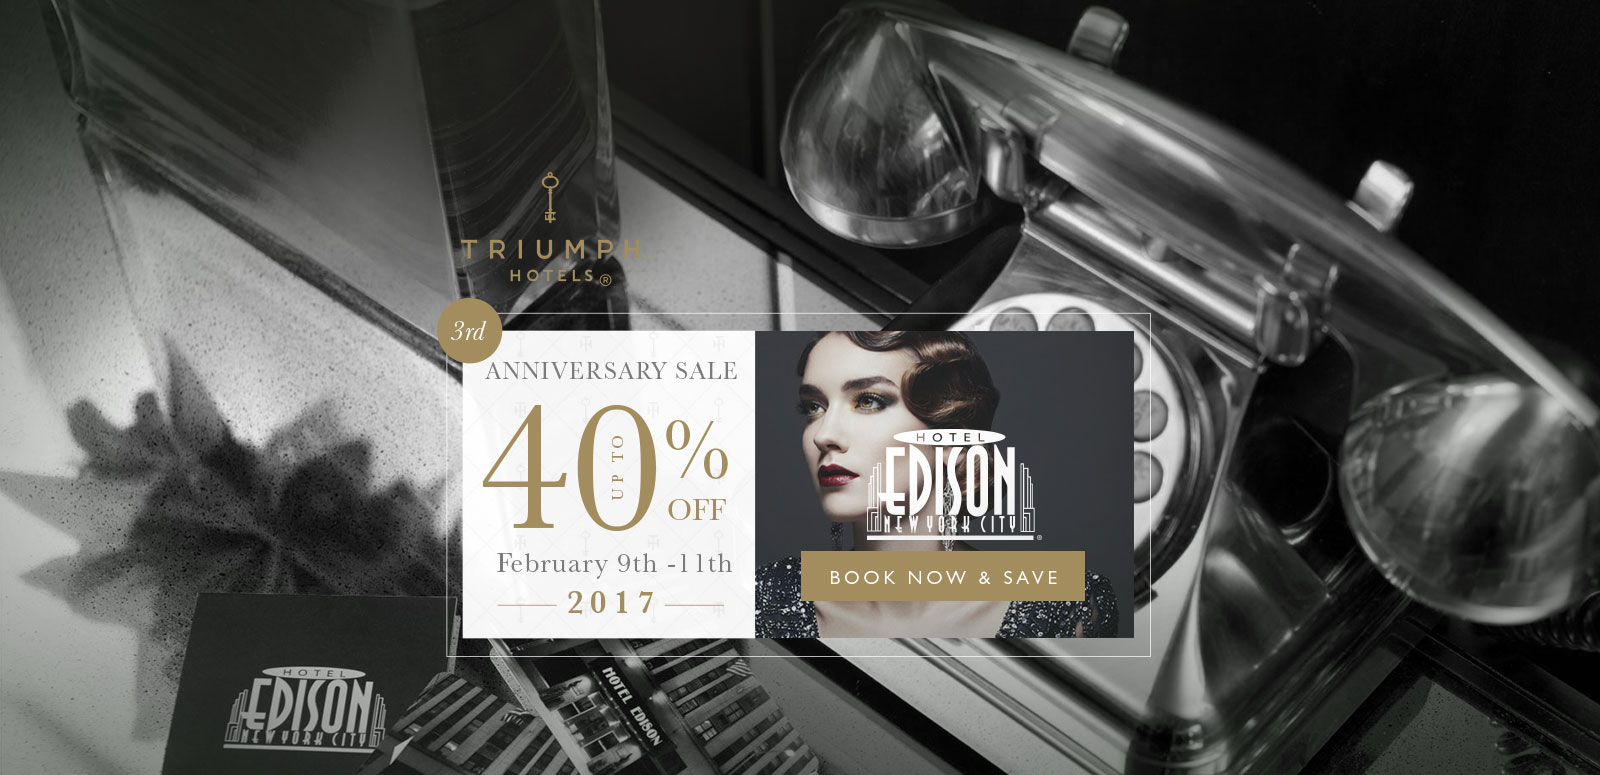 TRIUMPH
HOTELS®
3rd
ANNIVERSARY SALE
UP TO
40%
OFF
February 9th -11th
2017
HOTEL
EDISON
NEW YORK CITY
®
BOOK NOW & SAVE
HOTEL
EDISON
NEW YORK CITY
HOTEL EDISON